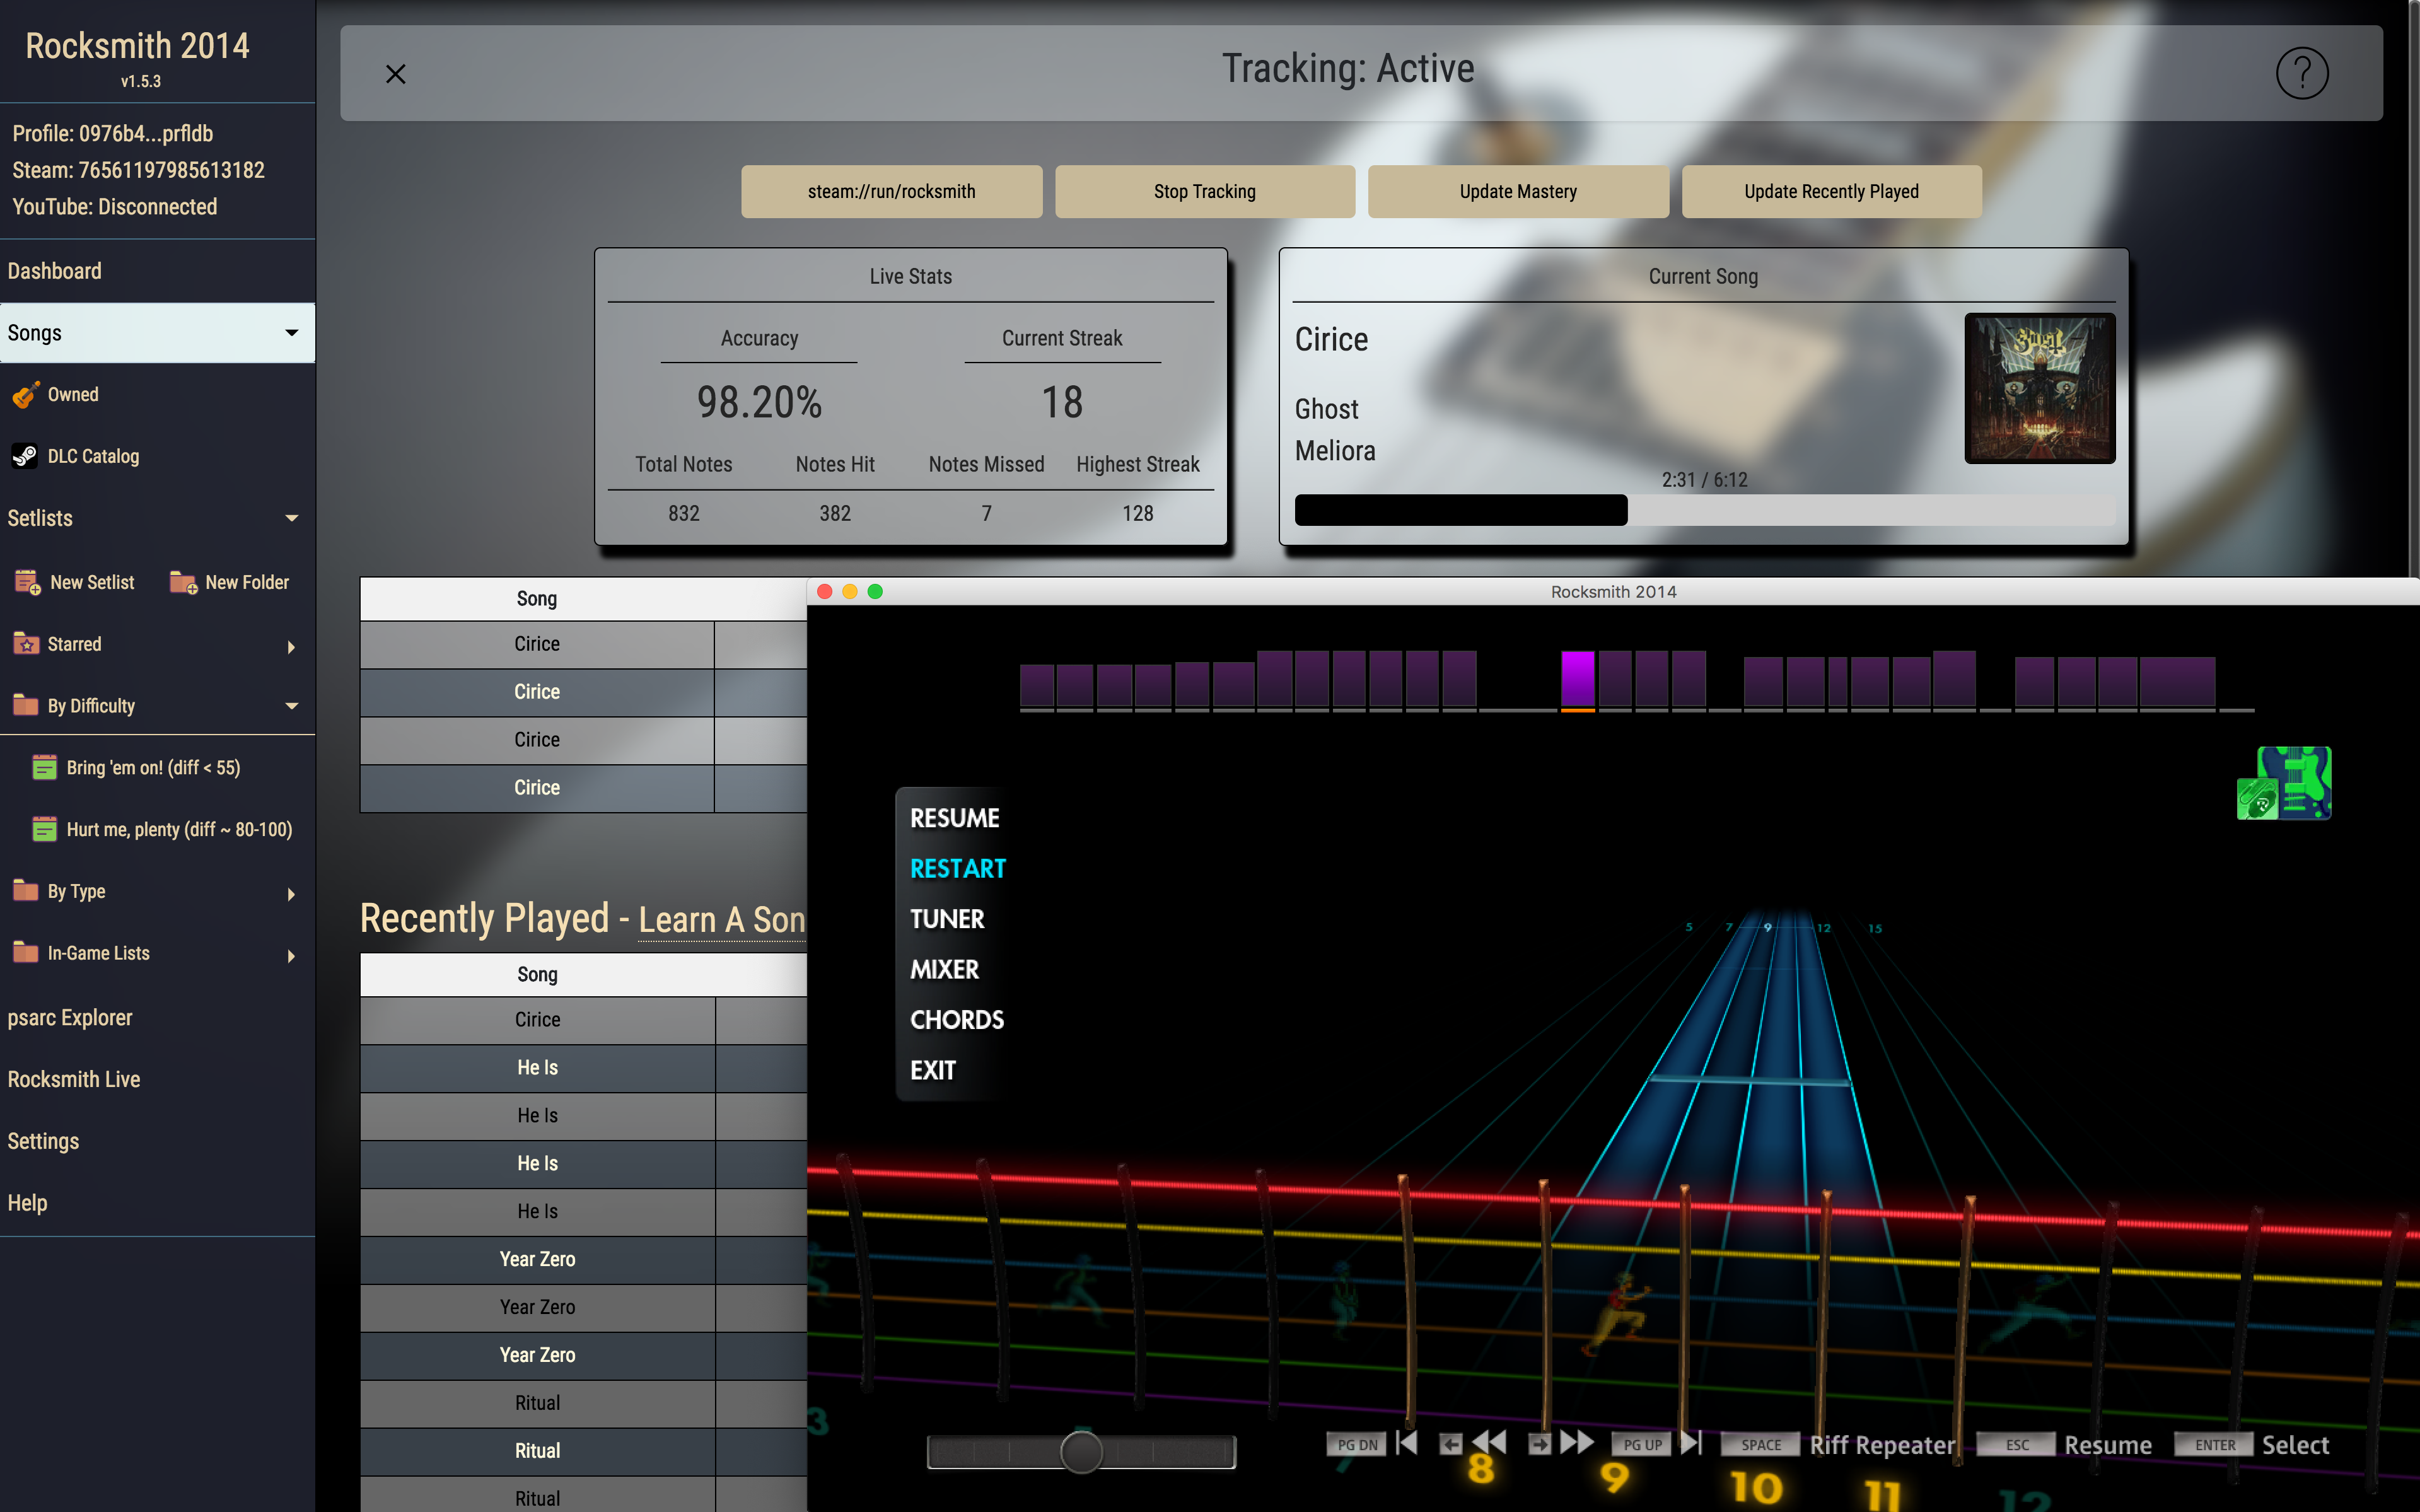 Rocksmith 2014
v1.5.3
Profile: 0976b4...prfldb
Steam: 76561197985613182
YouTube: Disconnected
Dashboard
Songs
Owned
DLC Catalog
Setlists
New Setlist New Folder
Starred
By Difficulty
Bring 'em on! (diff < 55)
Hurt me, plenty (diff ~ 80-100)
By Type
In-Game Lists
psarc Explorer
Rocksmith Live
Settings
Help
Tracking: Active
?
steam://run/rocksmith Stop Tracking Update Mastery Update Recently Played
Live Stats
Accuracy Current Streak
98.20% 18
Total Notes Notes Hit Notes Missed Highest Streak
832 382 7 128
Current Song
Cirice
Ghost
Meliora
Ghost
2:31 / 6:12
Song
Cirice
Cirice
Cirice
Cirice
Recently Played - Learn A Son
Song
Cirice
He Is
He Is
He Is
He Is
Year Zero
Year Zero
Year Zero
Ritual
Ritual
Ritual
Rocksmith 2014
RESUME
RESTART
TUNER
MIXER
CHORDS
EXIT
5 7 9 12 15
PG DN PG UP SPACE Riff Repeater ESC Resume ENTER Select
3 7 8 9 10 11 12